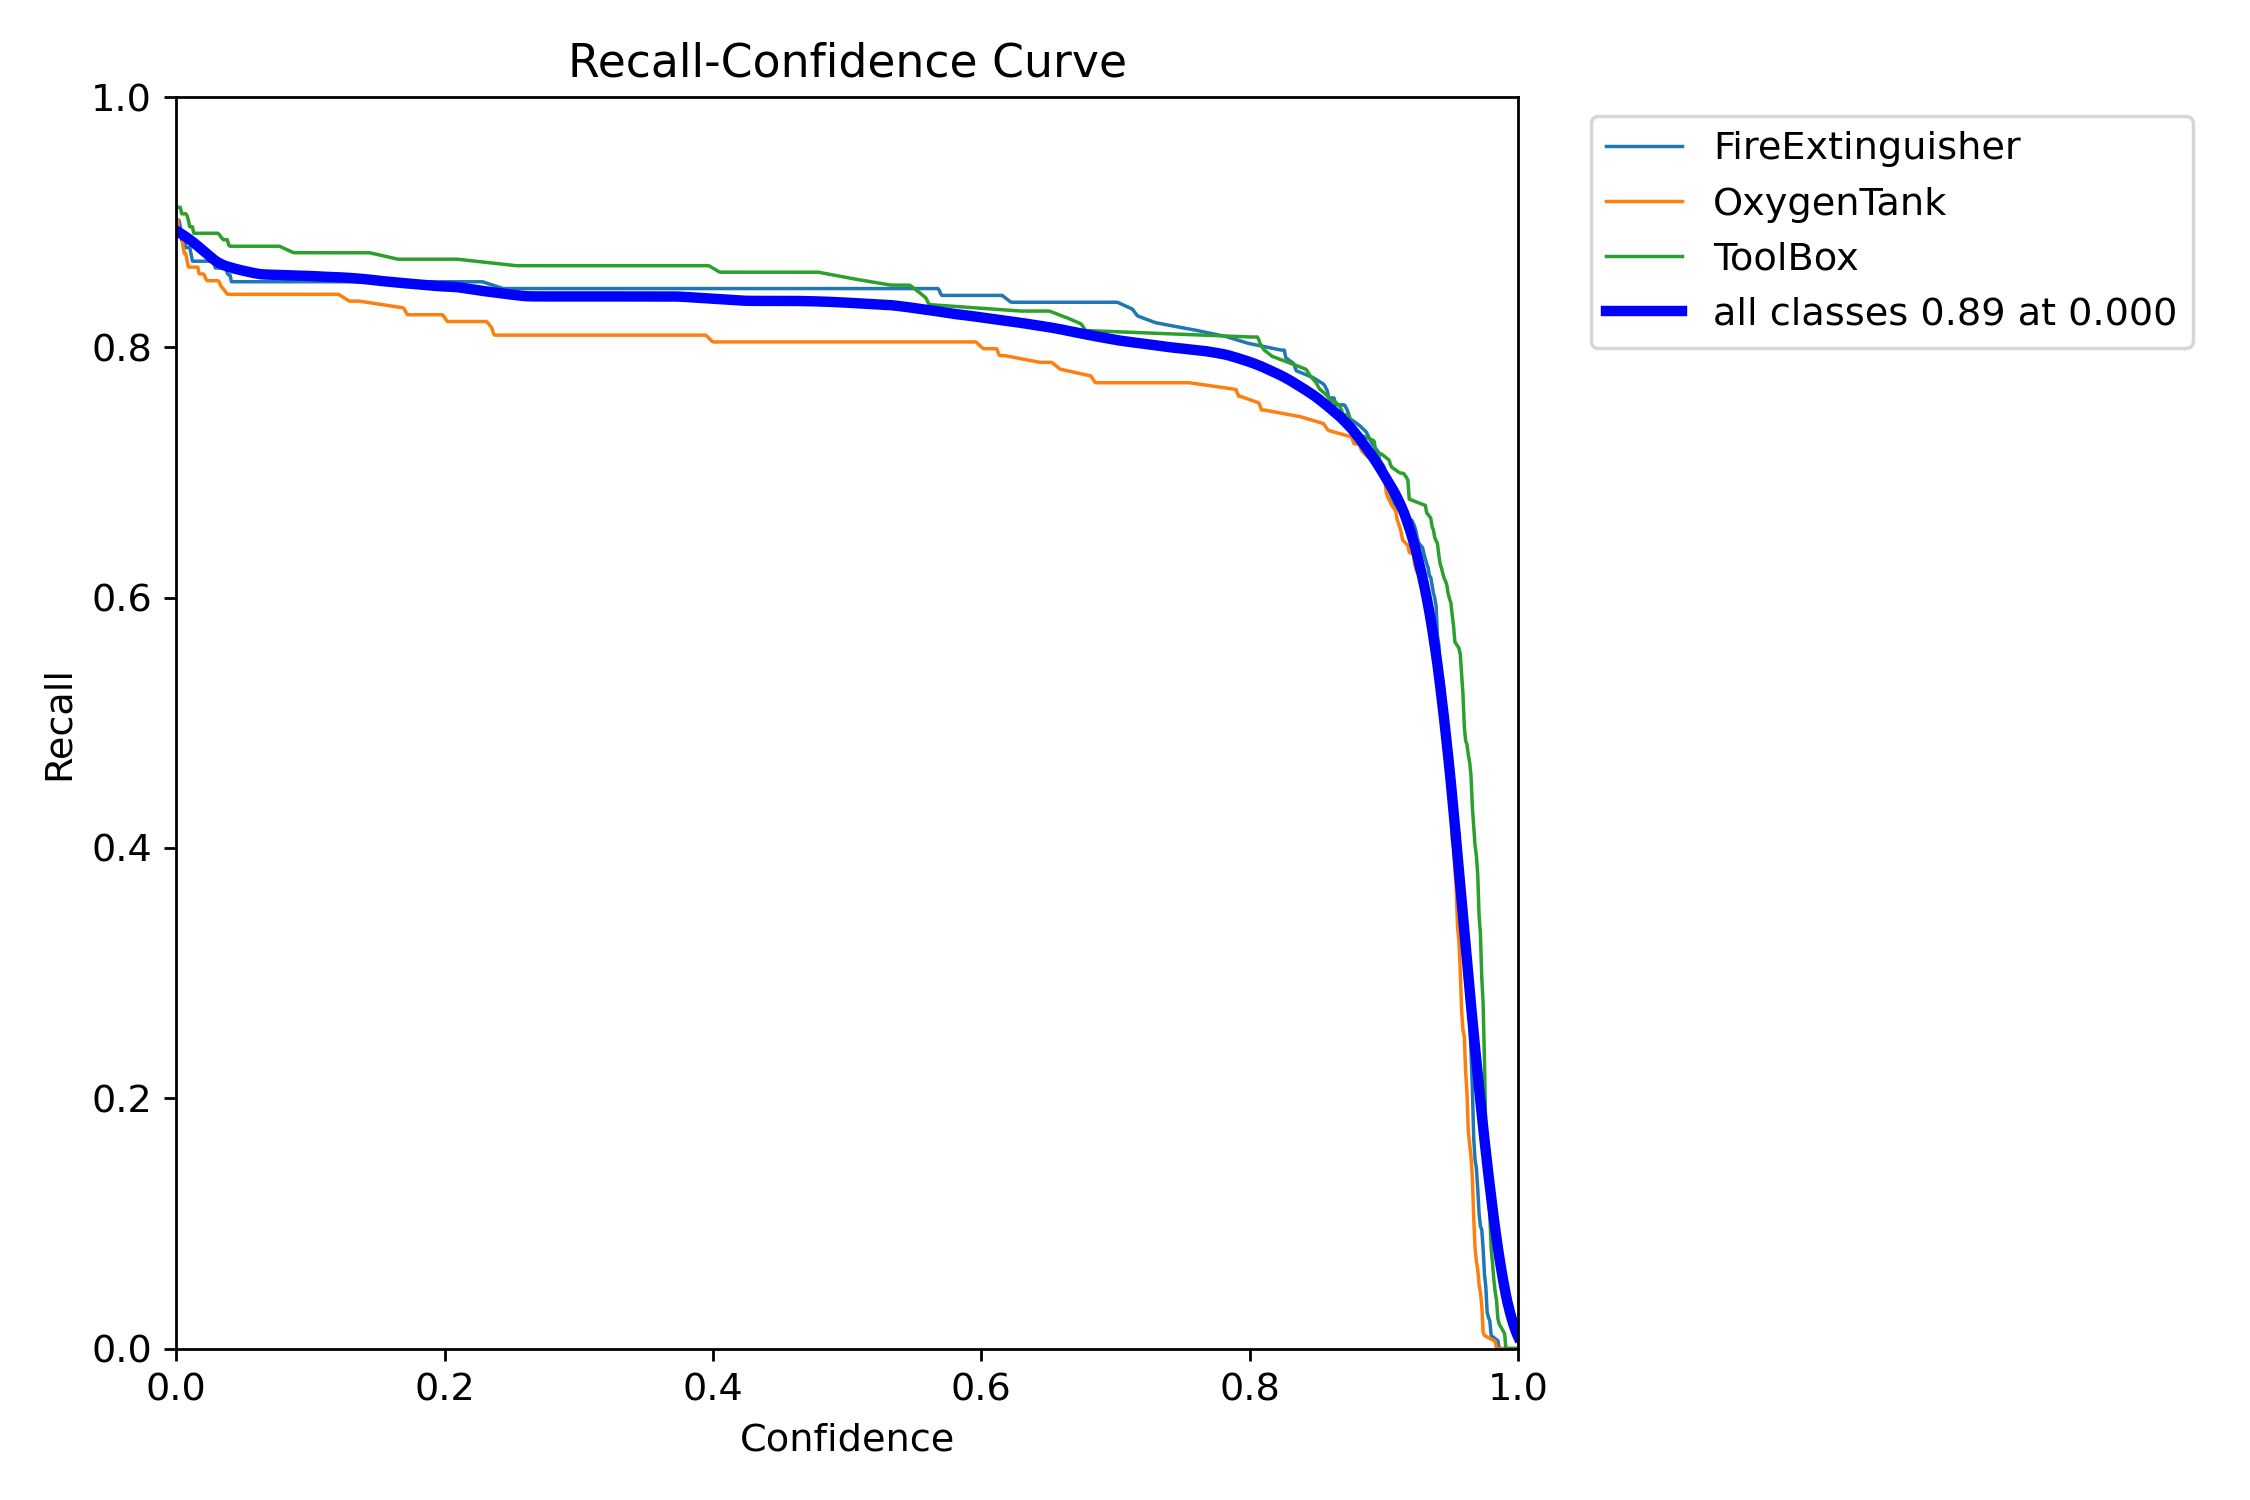 Recall-Confidence Curve
1.0
0.8
0.6
0.4
0.2
0.0
Recall
0.0 0.2 0.4 0.6 0.8 1.0
Confidence
FireExtinguisher
OxygenTank
ToolBox
all classes 0.89 at 0.000